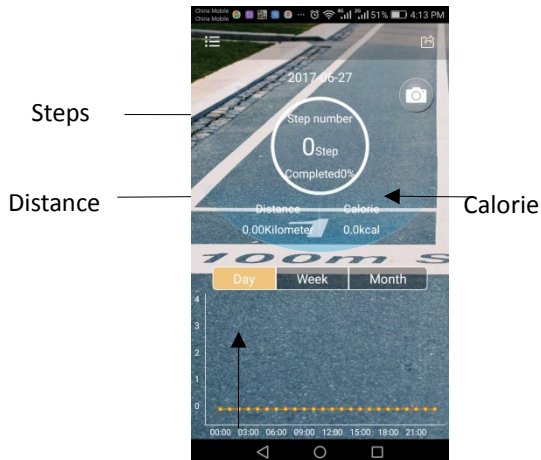 China Mobile
China Mobile
4G 3G 51% 4:13 PM
2017-06-27
Steps
Step number
0Step
Completed0%
Distance
Calorie
Distance Calorie
0.00Kilometer 0.0kcal
100m S
Day Week Month
4
3
2
1
0
00:00 03:00 06:00 09:00 12:00 15:00 18:00 21:00